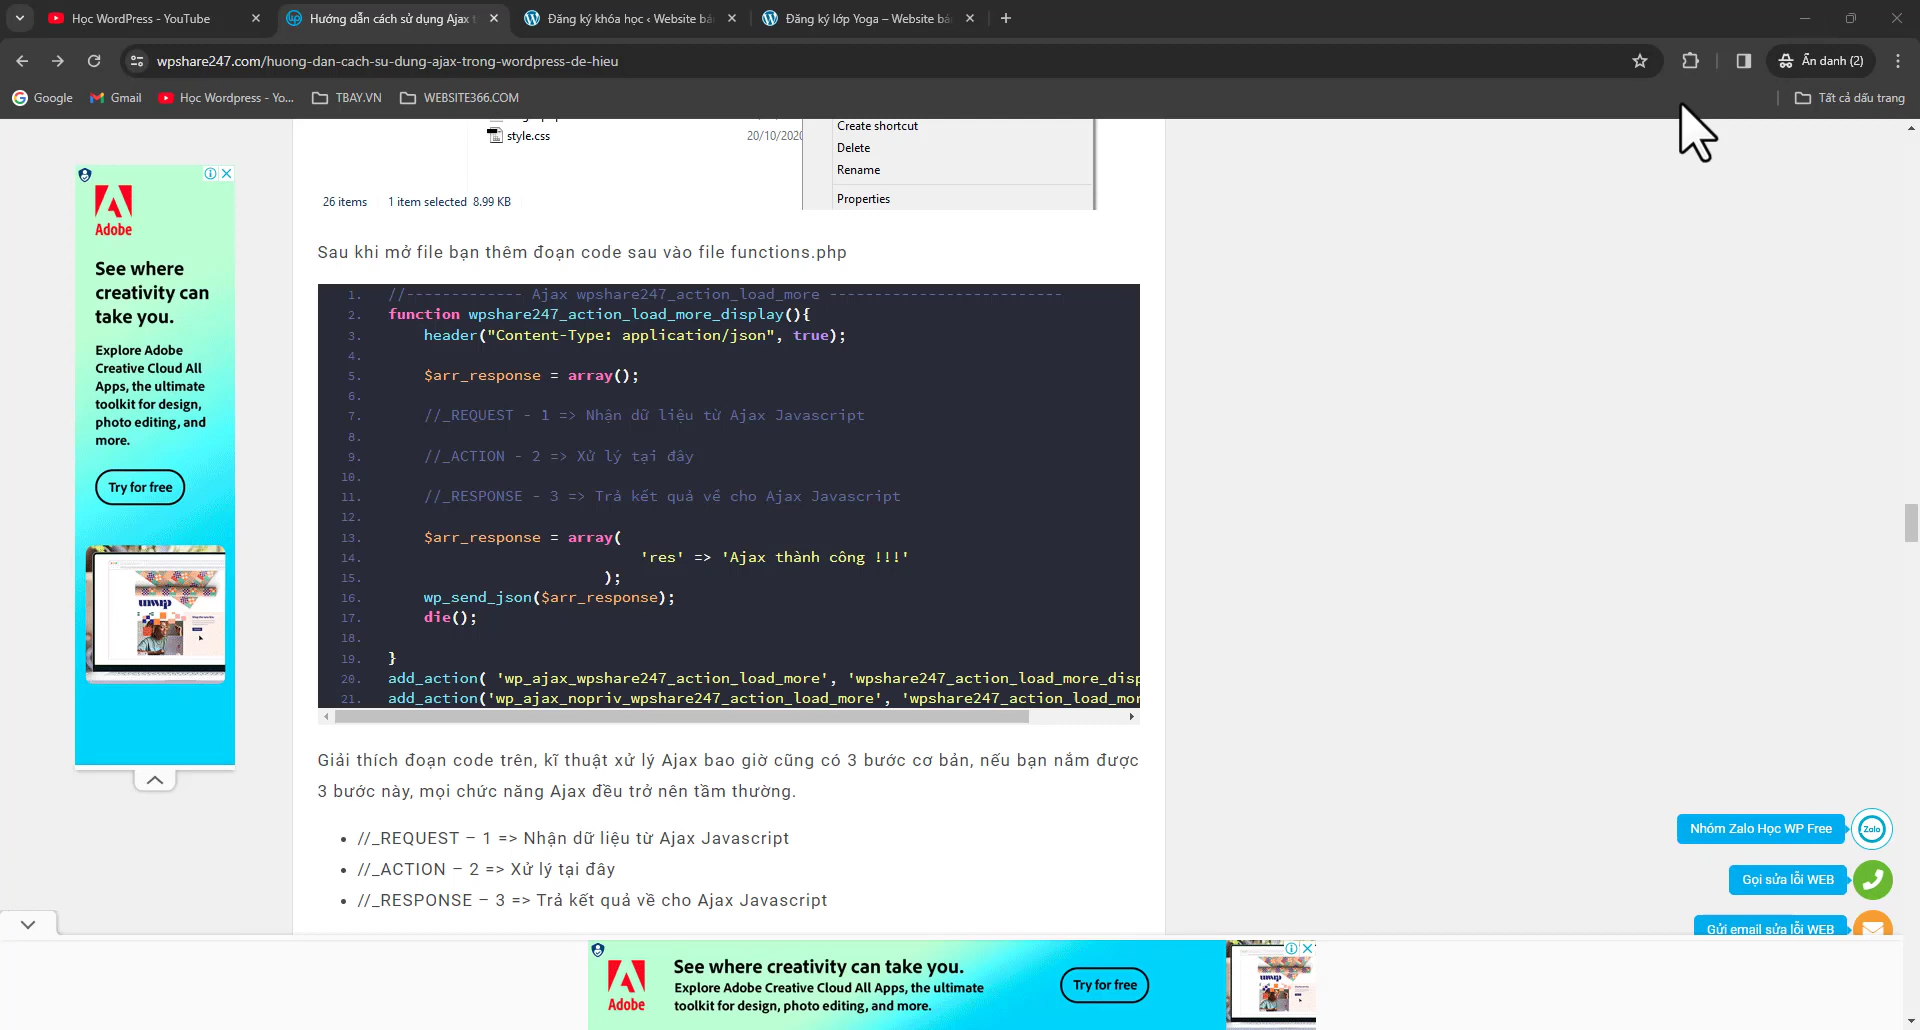 Học WordPress - YouTube
Hướng dẫn cách sử dụng Ajax t
Đăng ký khóa học ‹ Website bá
Đăng ký lớp Yoga – Website bá
wpshare247.com/huong-dan-cach-su-dung-ajax-trong-wordpress-de-hieu
Ẩn danh (2)
Google
Gmail
Học Wordpress - Yo...
TBAY.VN
WEBSITE366.COM
Tất cả dấu trang
style.css
20/10/2020
Create shortcut
Delete
Rename
Properties
26 items 1 item selected 8.99 KB
Sau khi mở file bạn thêm đoạn code sau vào file functions.php
1. //------------- Ajax wpshare247_action_load_more --------------------------
2. function wpshare247_action_load_more_display(){
3. header("Content-Type: application/json", true);
4.
5. $arr_response = array();
6.
7. //_REQUEST - 1 => Nhận dữ liệu từ Ajax Javascript
8.
9. //_ACTION - 2 => Xử lý tại đây
10.
11. //_RESPONSE - 3 => Trả kết quả về cho Ajax Javascript
12.
13. $arr_response = array(
14. 'res' => 'Ajax thành công !!!'
15. );
16. wp_send_json($arr_response);
17. die();
18.
19. }
20. add_action( 'wp_ajax_wpshare247_action_load_more', 'wpshare247_action_load_more_disp
21. add_action('wp_ajax_nopriv_wpshare247_action_load_more', 'wpshare247_action_load_mor
Giải thích đoạn code trên, kĩ thuật xử lý Ajax bao giờ cũng có 3 bước cơ bản, nếu bạn nắm được
3 bước này, mọi chức năng Ajax đều trở nên tầm thường.
• //_REQUEST – 1 => Nhận dữ liệu từ Ajax Javascript
• //_ACTION – 2 => Xử lý tại đây
• //_RESPONSE – 3 => Trả kết quả về cho Ajax Javascript
Adobe
See where
creativity can
take you.
Explore Adobe
Creative Cloud All
Apps, the ultimate
toolkit for design,
photo editing, and
more.
Try for free
unwrp
Nhóm Zalo Học WP Free
Zalo
Gọi sửa lỗi WEB
Gửi email sửa lỗi WEB
Adobe
See where creativity can take you.
Explore Adobe Creative Cloud All Apps, the ultimate
toolkit for design, photo editing, and more.
Try for free